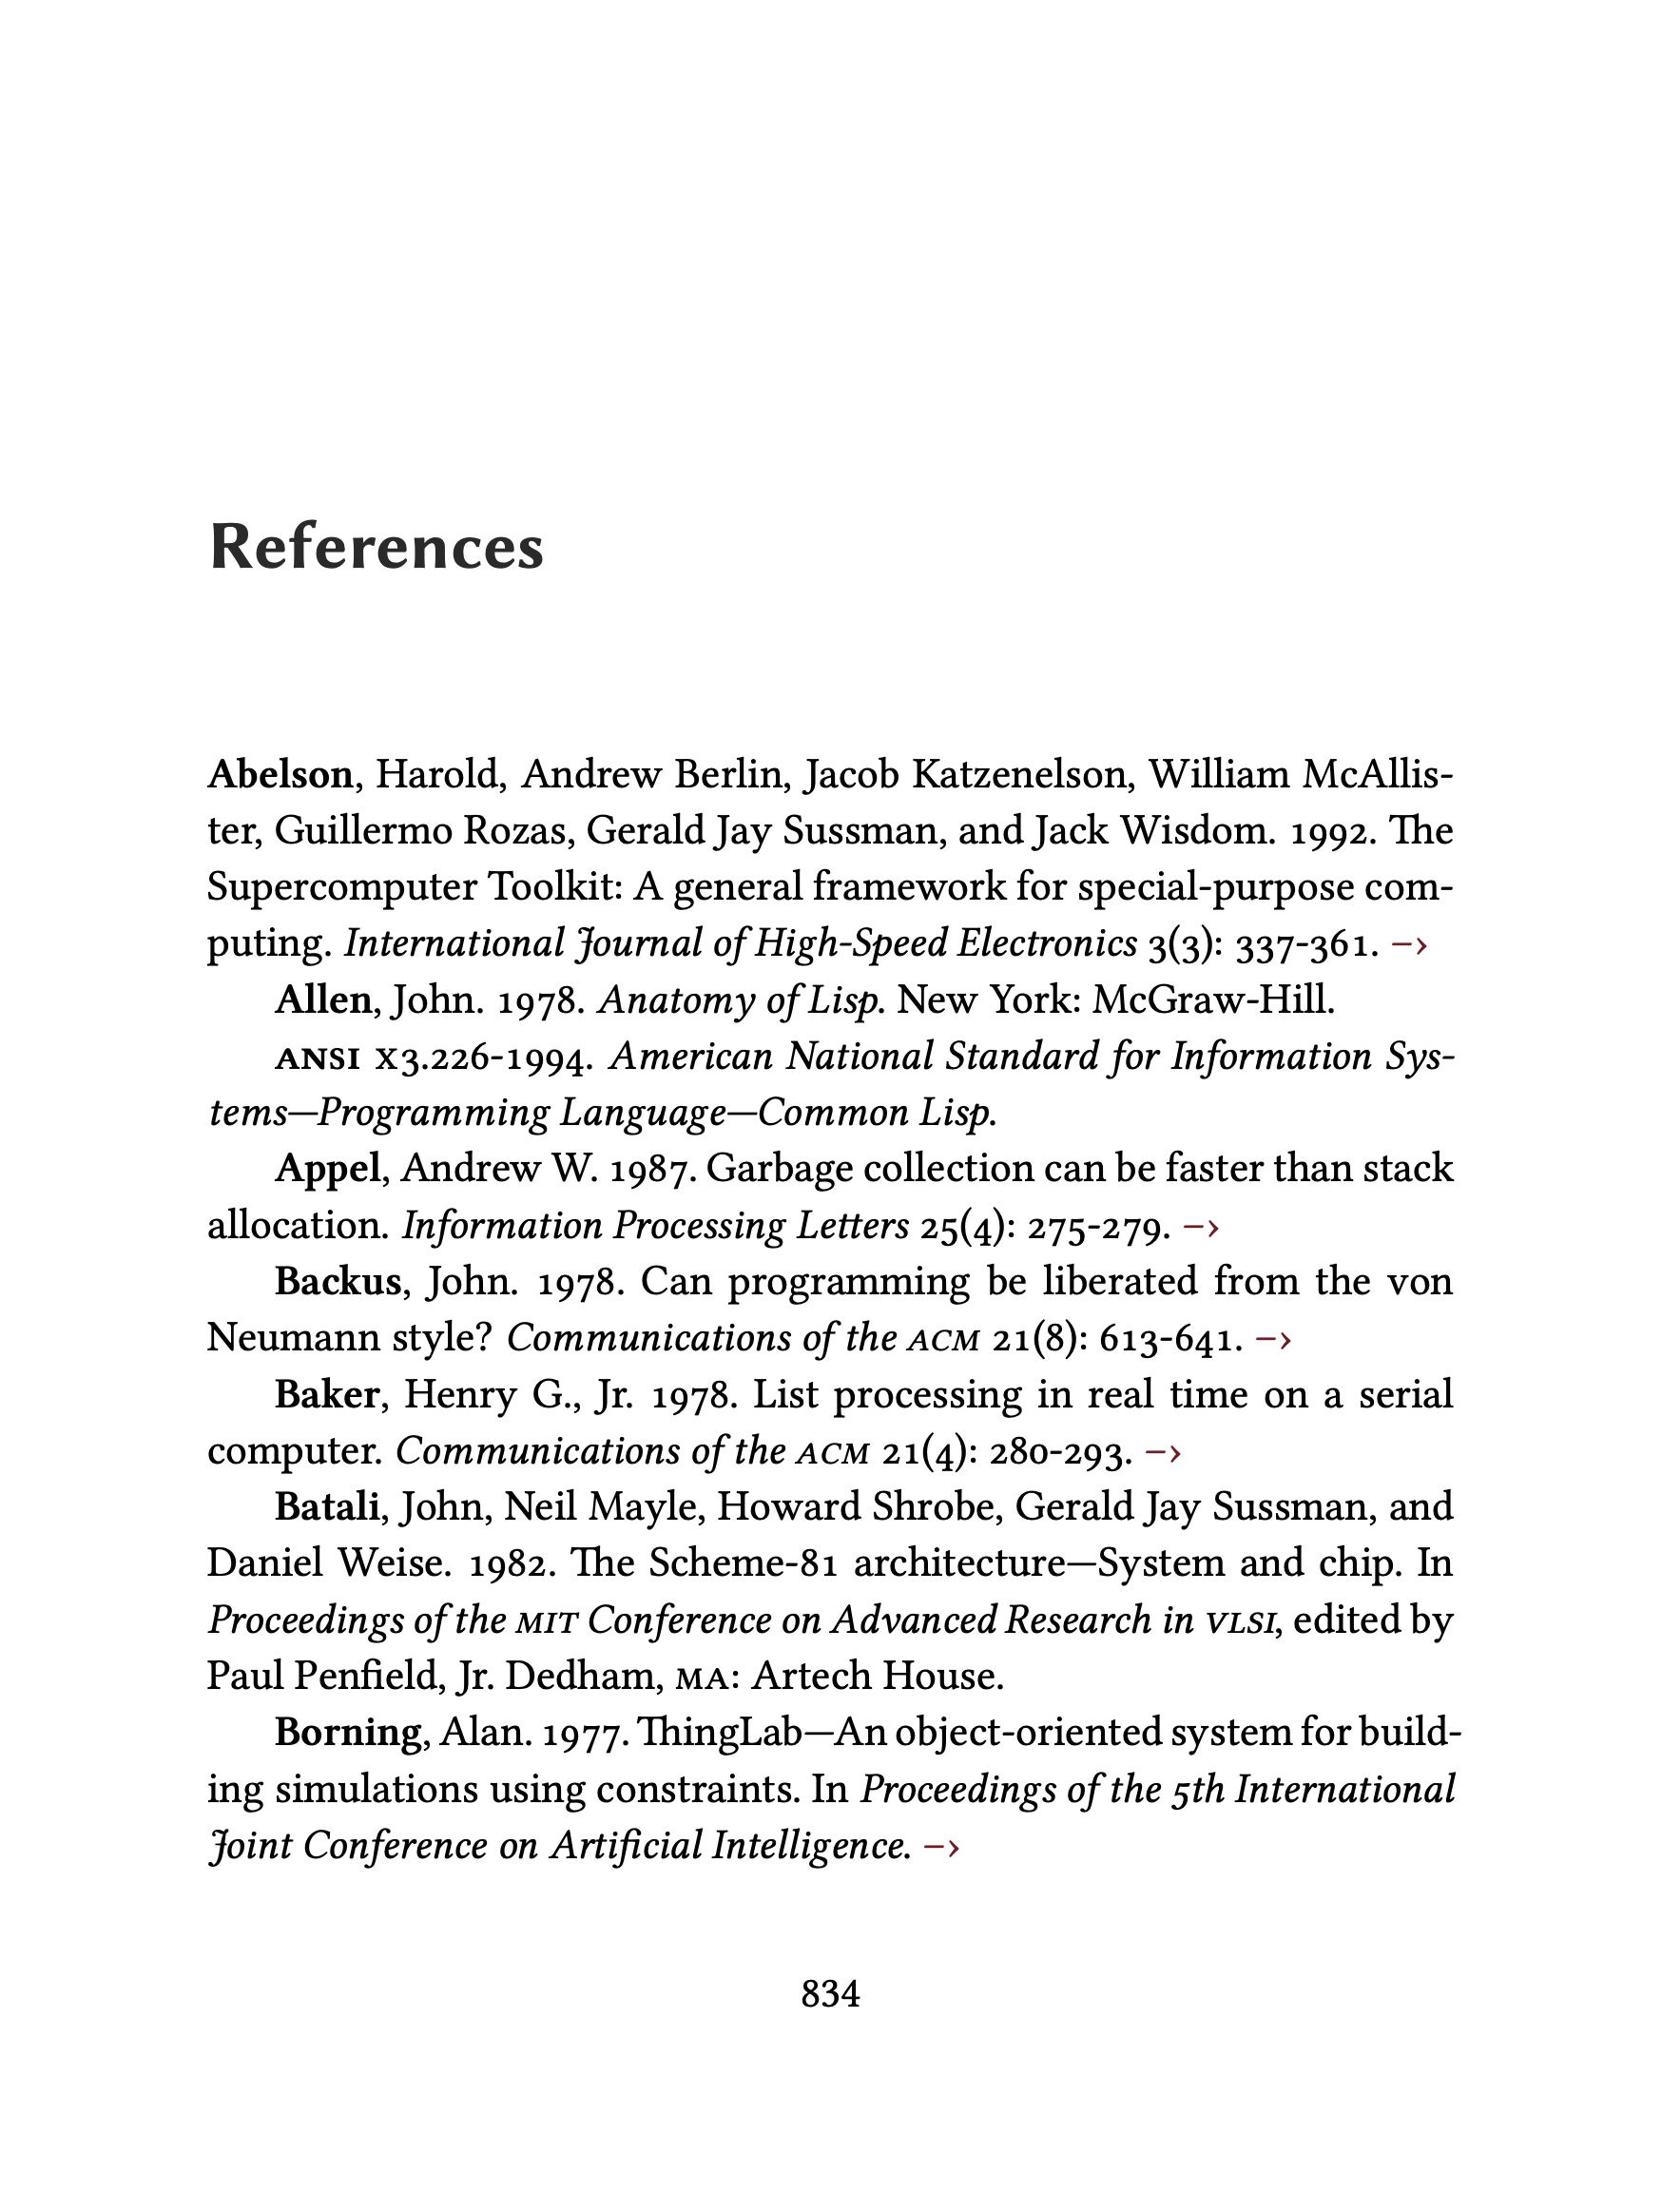 References
Abelson, Harold, Andrew Berlin, Jacob Katzenelson, William McAllis-
ter, Guillermo Rozas, Gerald Jay Sussman, and Jack Wisdom. 1992. The
Supercomputer Toolkit: A general framework for special-purpose com-
puting. International Journal of High-Speed Electronics 3(3): 337-361. –›
Allen, John. 1978. Anatomy of Lisp. New York: McGraw-Hill.
ANSI X3.226-1994. American National Standard for Information Sys-
tems—Programming Language—Common Lisp.
Appel, Andrew W. 1987. Garbage collection can be faster than stack
allocation. Information Processing Letters 25(4): 275-279. –›
Backus, John. 1978. Can programming be liberated from the von
Neumann style? Communications of the ACM 21(8): 613-641. –›
Baker, Henry G., Jr. 1978. List processing in real time on a serial
computer. Communications of the ACM 21(4): 280-293. –›
Batali, John, Neil Mayle, Howard Shrobe, Gerald Jay Sussman, and
Daniel Weise. 1982. The Scheme-81 architecture—System and chip. In
Proceedings of the MIT Conference on Advanced Research in VLSI, edited by
Paul Penfield, Jr. Dedham, MA: Artech House.
Borning, Alan. 1977. ThingLab—An object-oriented system for build-
ing simulations using constraints. In Proceedings of the 5th International
Joint Conference on Artificial Intelligence. –›
834